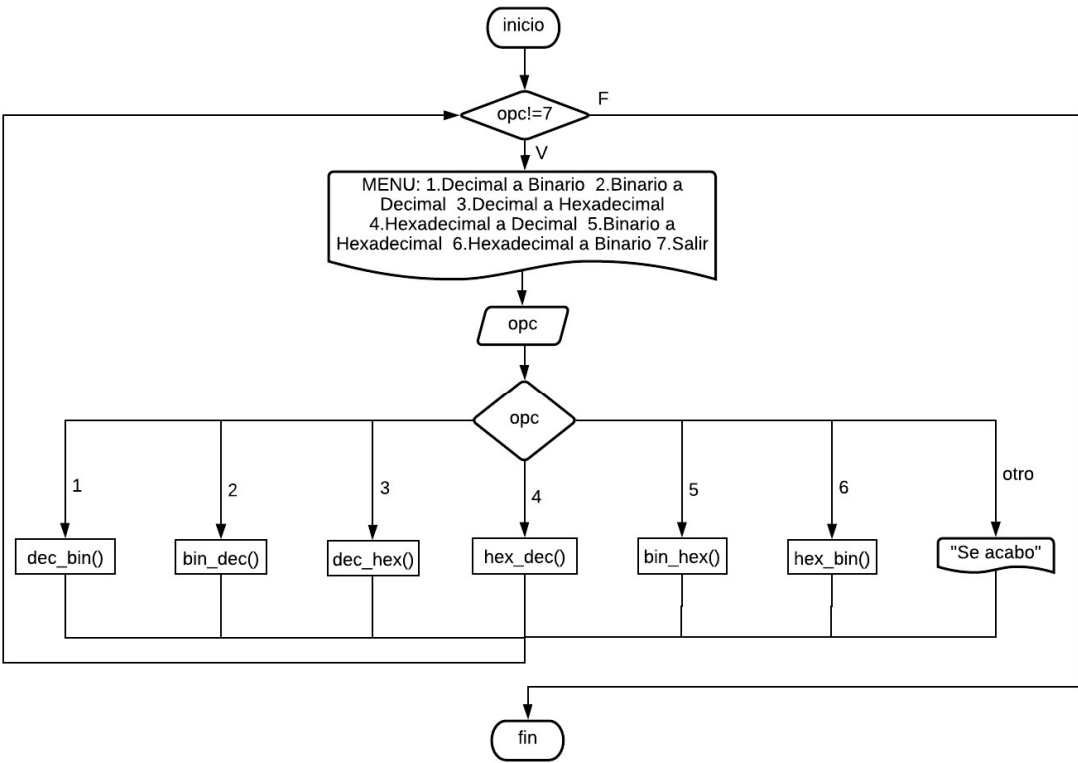 inicio
opc!=7
F
V
MENU: 1.Decimal a Binario 2.Binario a
Decimal 3.Decimal a Hexadecimal
4.Hexadecimal a Decimal 5.Binario a
Hexadecimal 6.Hexadecimal a Binario 7.Salir
opc
opc
1
2
3
4
5
6
otro
dec_bin()
bin_dec()
dec_hex()
hex_dec()
bin_hex()
hex_bin()
"Se acabo"
fin